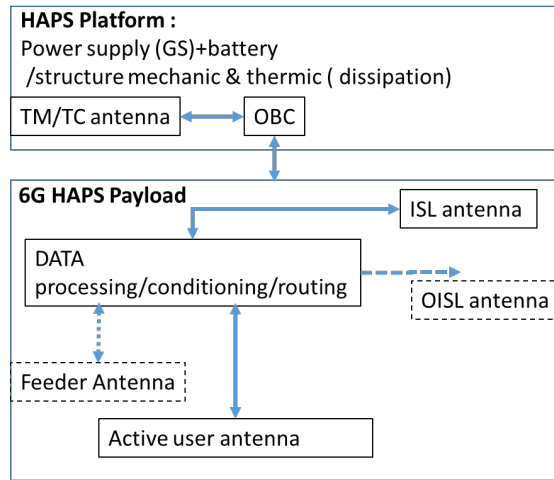 HAPS Platform :
Power supply (GS)+battery
/structure mechanic & thermic ( dissipation)
TM/TC antenna
OBC
6G HAPS Payload
ISL antenna
DATA
processing/conditioning/routing
OISL antenna
Feeder Antenna
Active user antenna